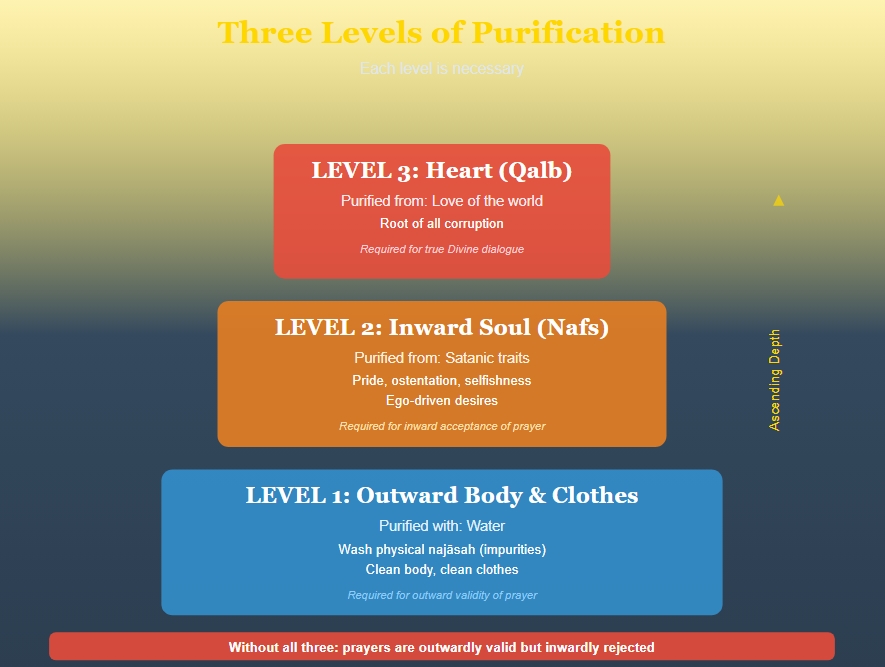 Three Levels of Purification
Each level is necessary
LEVEL 3: Heart (Qalb)
Purified from: Love of the world
Root of all corruption
Required for true Divine dialogue
LEVEL 2: Inward Soul (Nafs)
Purified from: Satanic traits
Pride, ostentation, selfishness
Ego-driven desires
Required for inward acceptance of prayer
Ascending Depth
LEVEL 1: Outward Body & Clothes
Purified with: Water
Wash physical najāsah (impurities)
Clean body, clean clothes
Required for outward validity of prayer
Without all three: prayers are outwardly valid but inwardly rejected